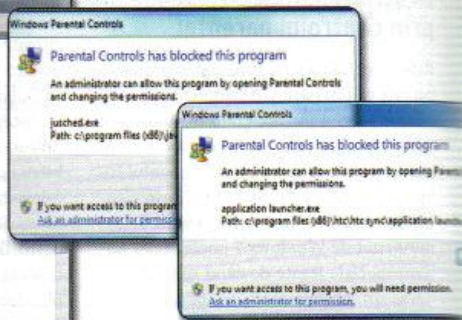 Windows Parental Controls
Parental Controls has blocked this program
An administrator can allow this program by opening Parental Controls
and changing the permissions.
jusched.exe
Path: c:\program files (x86)\
If you want access to this program
Ask an administrator for permiss
Windows Parental Controls
Parental Controls has blocked this program
An administrator can allow this program by opening Paren
and changing the permissions.
application launcher.exe
Path: c:\program files (x86)\htc\htc sync\application
If you want access to this program, you will need permission.
Ask an administrator for permission.